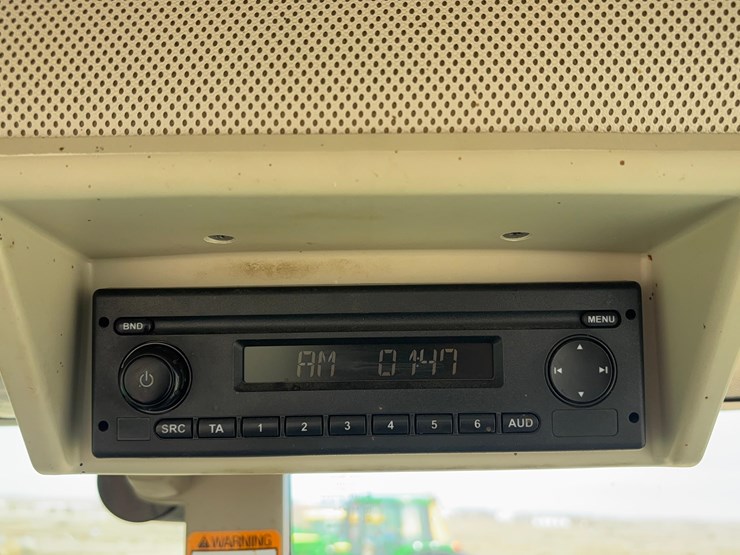 BND
MENU
AM 0147
SRC TA 1 2 3 4 5 6 AUD
WARNING